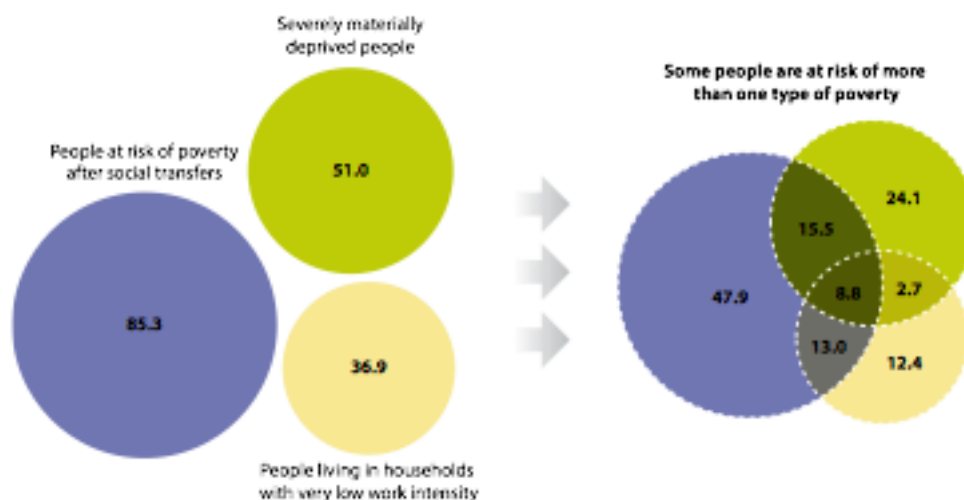 Severely materially
deprived people
51.0
People at risk of poverty
after social transfers
85.3
36.9
People living in households
with very low work intensity
Some people are at risk of more
than one type of poverty
24.1
15.5
47.9
8.8
2.7
13.0
12.4